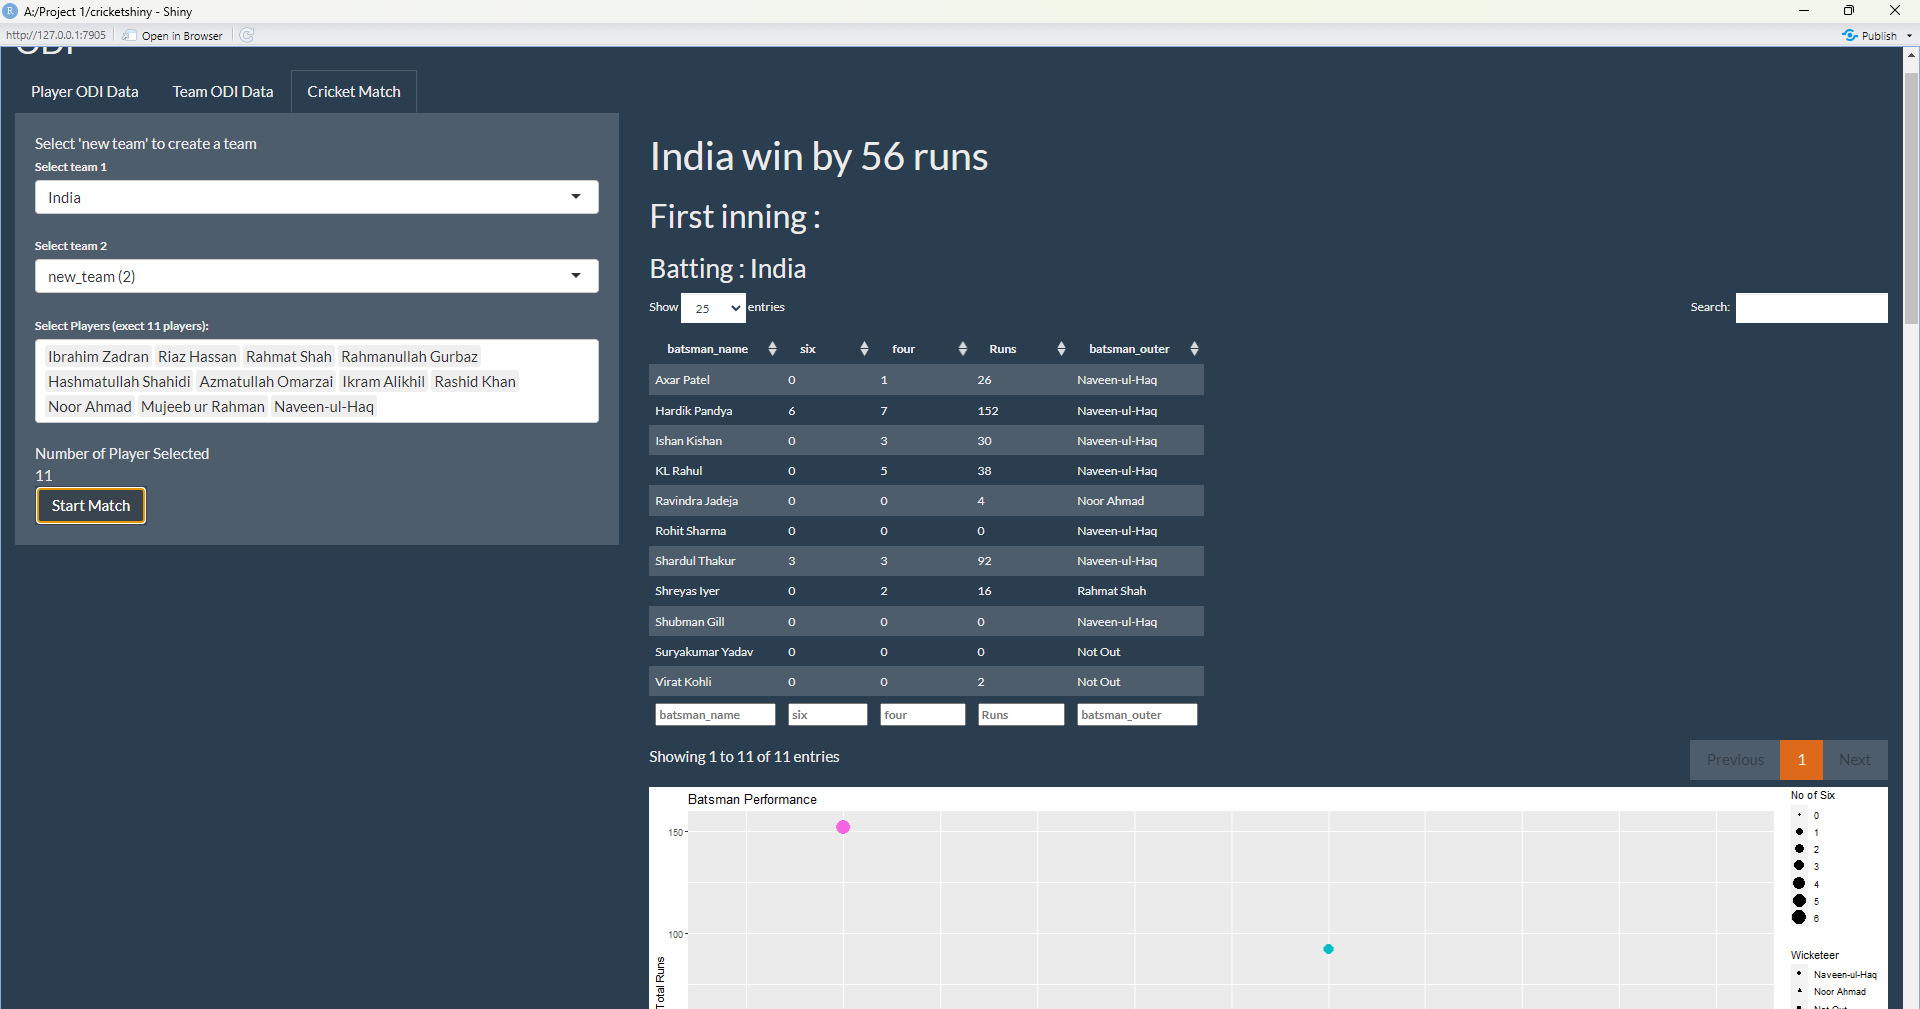 A:/Project 1/cricketshiny - Shiny
http://127.0.0.1:7905 Open in Browser Publish
ODI
Player ODI Data Team ODI Data Cricket Match
Select 'new team' to create a team
Select team 1
India
Select team 2
new_team (2)
Select Players (exect 11 players):
Ibrahim Zadran Riaz Hassan Rahmat Shah Rahmanullah Gurbaz
Hashmatullah Shahidi Azmatullah Omarzai Ikram Alikhil Rashid Khan
Noor Ahmad Mujeeb ur Rahman Naveen-ul-Haq
Number of Player Selected
11
Start Match
India win by 56 runs
First inning :
Batting : India
Show 25 entries Search:
batsman_name six four Runs batsman_outer
Axar Patel 0 1 26 Naveen-ul-Haq
Hardik Pandya 6 7 152 Naveen-ul-Haq
Ishan Kishan 0 3 30 Naveen-ul-Haq
KL Rahul 0 5 38 Naveen-ul-Haq
Ravindra Jadeja 0 0 4 Noor Ahmad
Rohit Sharma 0 0 0 Naveen-ul-Haq
Shardul Thakur 3 3 92 Naveen-ul-Haq
Shreyas Iyer 0 2 16 Rahmat Shah
Shubman Gill 0 0 0 Naveen-ul-Haq
Suryakumar Yadav 0 0 0 Not Out
Virat Kohli 0 0 2 Not Out
batsman_name six four Runs batsman_outer
Showing 1 to 11 of 11 entries
Previous 1 Next
Batsman Performance
150
100
Total Runs
No of Six
0
1
2
3
4
5
6
Wicketeer
Naveen-ul-Haq
Noor Ahmad
Not Out